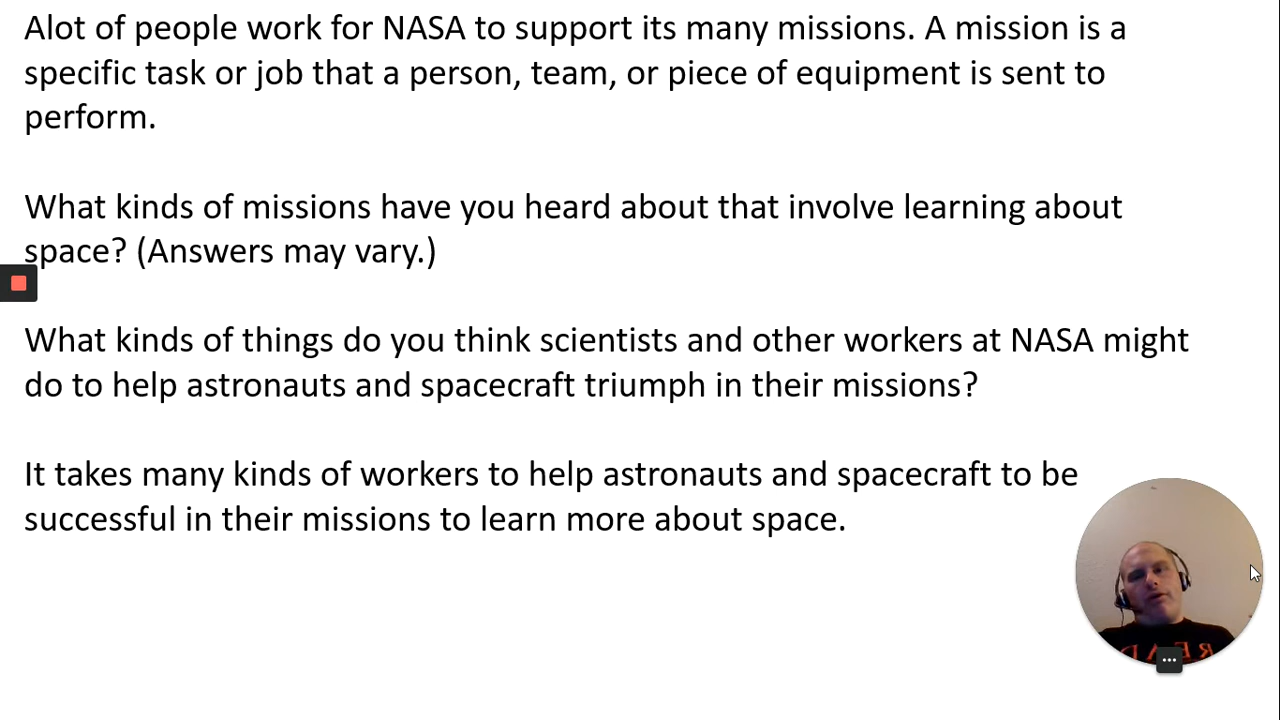 Alot of people work for NASA to support its many missions. A mission is a
specific task or job that a person, team, or piece of equipment is sent to
perform.
What kinds of missions have you heard about that involve learning about
space? (Answers may vary.)
What kinds of things do you think scientists and other workers at NASA might
do to help astronauts and spacecraft triumph in their missions?
It takes many kinds of workers to help astronauts and spacecraft to be
successful in their missions to learn more about space.
READ